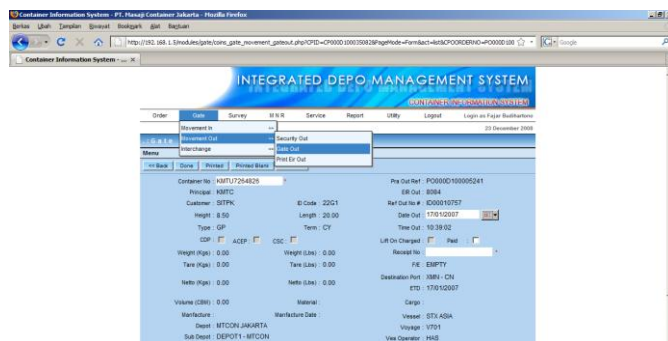 Container Information System - PT. Masaji Container Jakarta - Mozilla Firefox
Berkas Ubah Tampilan Riwayat Bookmark Alat Bantuan
http://192.168.1.5/modules/gate/coins_gate_movement_gateout.php?CPID=CP000D100035082&PageMode=Form&act=list&CPOORDERNO=PO000D100
Google
Container Information System - ...
INTEGRATED DEPO MANAGEMENT SYSTEM
CONTAINER INFORMATION SYSTEM
Order Gate Survey M N R Service Report Utility Logout Login as Fajar Budihartono
23 December 2008
Movement In >>
Movement Out >> Security Out
Interchange >> Gate Out
Print Eir Out
Gate
Menu
<< Back Done Printed Printed Blank
Container No : KMTU7264825 * Pre Out Ref : PO000D100005241
Principal : KMTC EIR Out : 8084
Customer : SITPK ID Code : 22G1 Ref Out No # : ID00010757
Height : 8.50 Length : 20.00 Date Out : 17/01/2007
Type : GP Term : CY Time Out : 10:39:02
CDP : ACEP : CSC : Lift On Charged Paid :
Weight (Kgs) : 0.00 Weight (Lbs) : 0.00 Receipt No : *
Tare (Kgs) : 0.00 Tare (Lbs) : 0.00 F/E : EMPTY
Netto (Kgs) : 0.00 Netto (Lbs) : 0.00 Destination Port : XMN - CN
ETD : 17/01/2007
Volume (CBM) : 0.00 Material : Cargo :
Manfacture : Manfacture Date : Vessel : STX ASIA
Depot : MTCON JAKARTA Voyage : V701
Sub Depot : DEPOT1 - MTCON Ves Operator : HAS